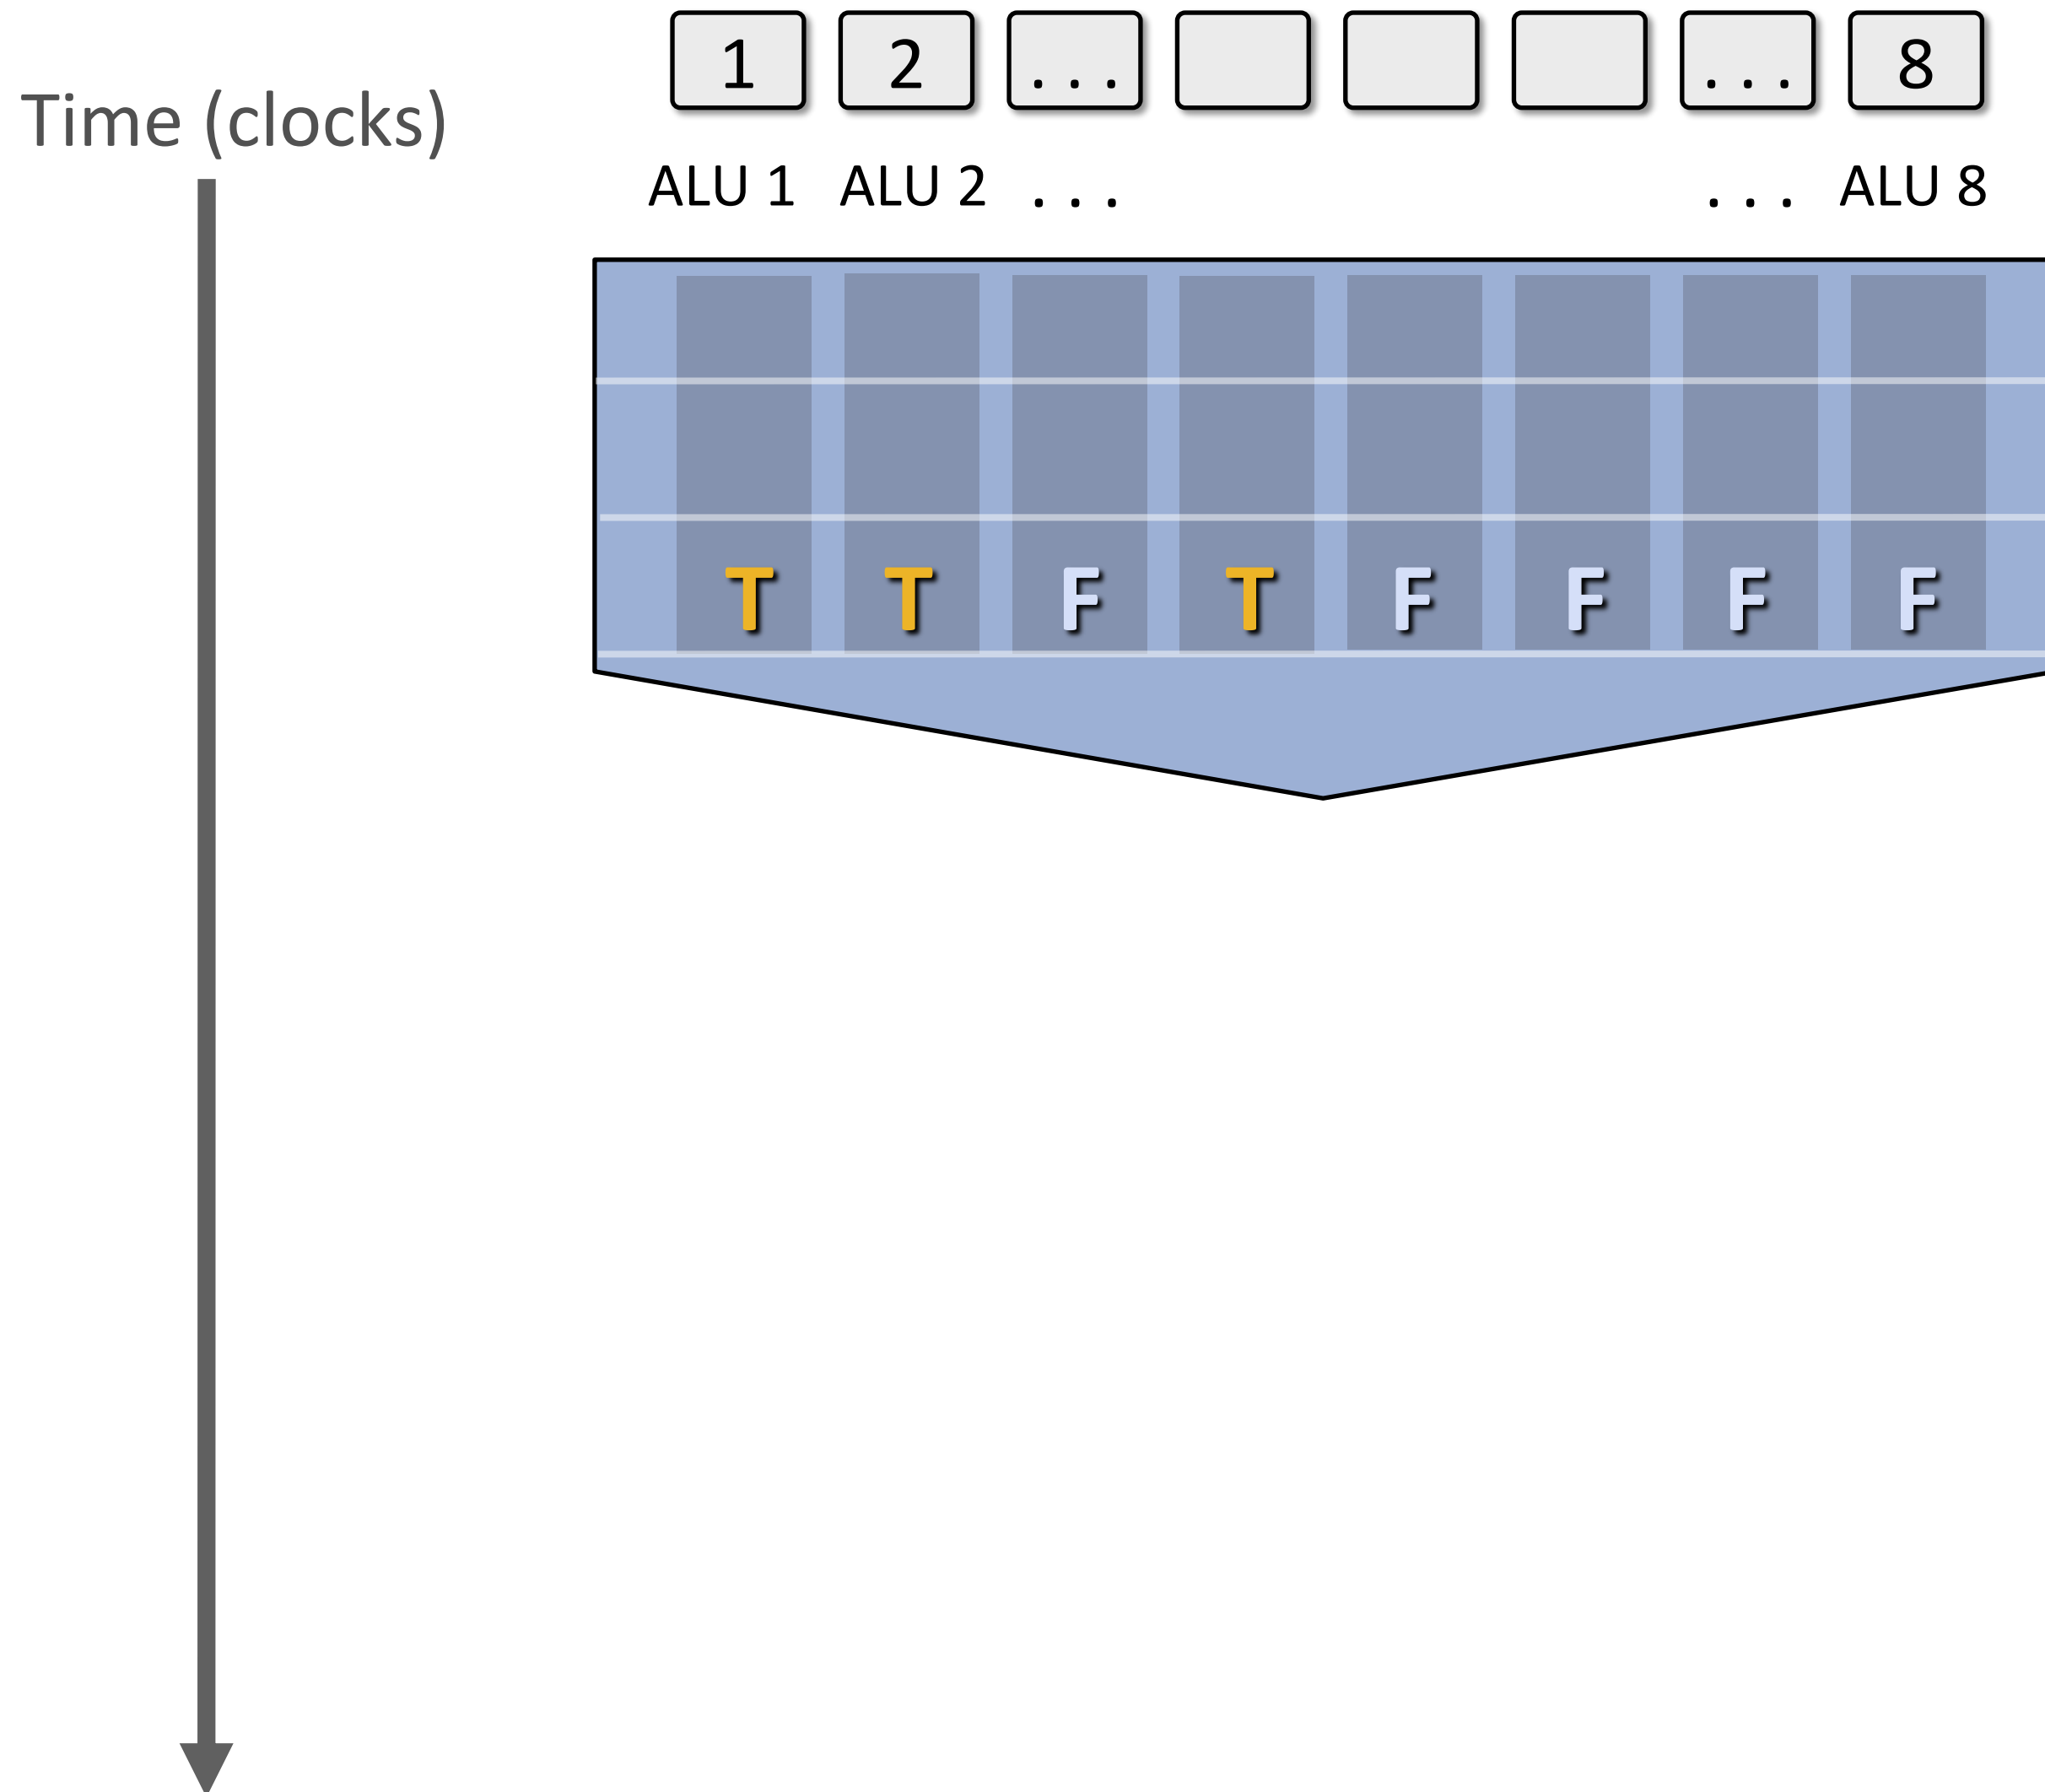 1 2 . . . . . . 8
Time (clocks)
ALU 1 ALU 2 . . . . . . ALU 8
T T F T F F F F